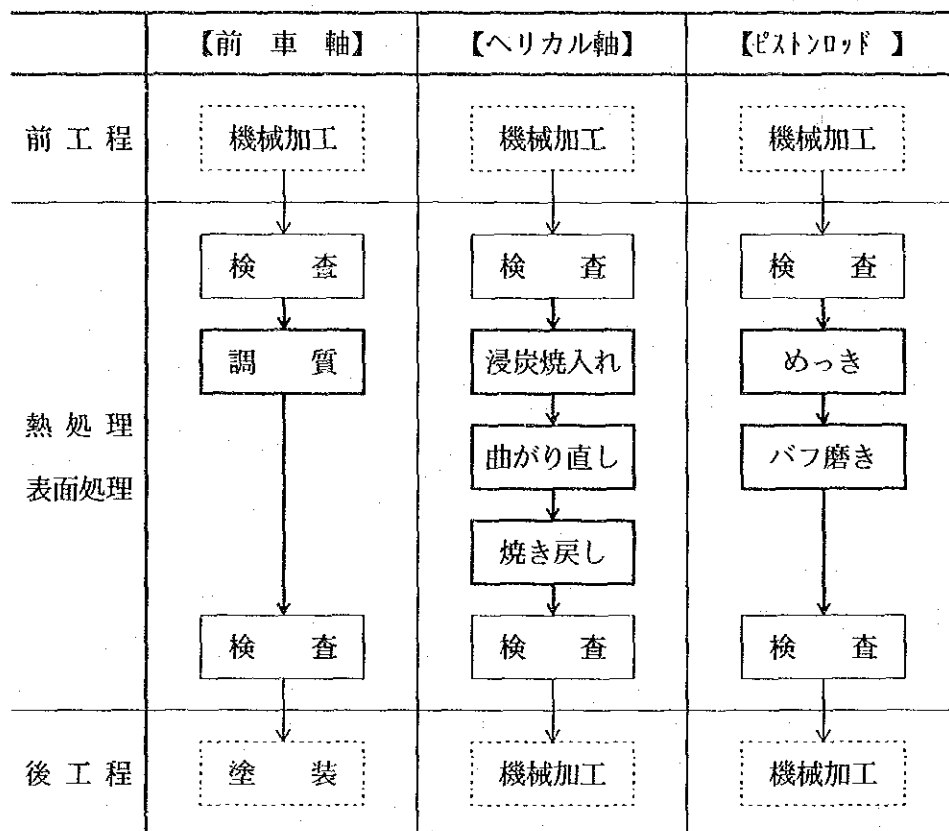 【前 車 軸】 【ヘリカル軸】 【ピストンロッド 】
前 工 程 機械加工 機械加工 機械加工
検 査 検 査 検 査
調 質 浸炭焼入れ めっき
熱 処 理 曲がり直し バフ磨き
表面処理
焼き戻し
検 査 検 査 検 査
後 工 程 塗 装 機械加工 機械加工